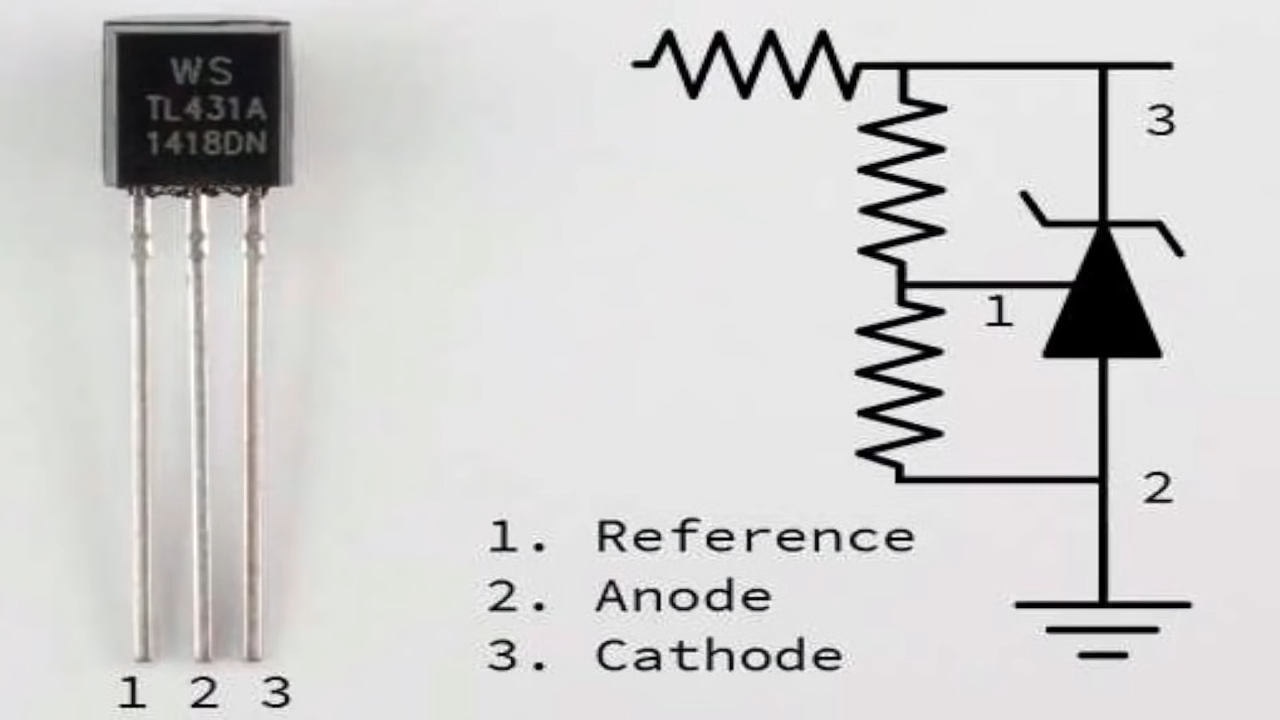 WS
TL431A
1418DN
1 2 3
3
1
2
1. Reference
2. Anode
3. Cathode